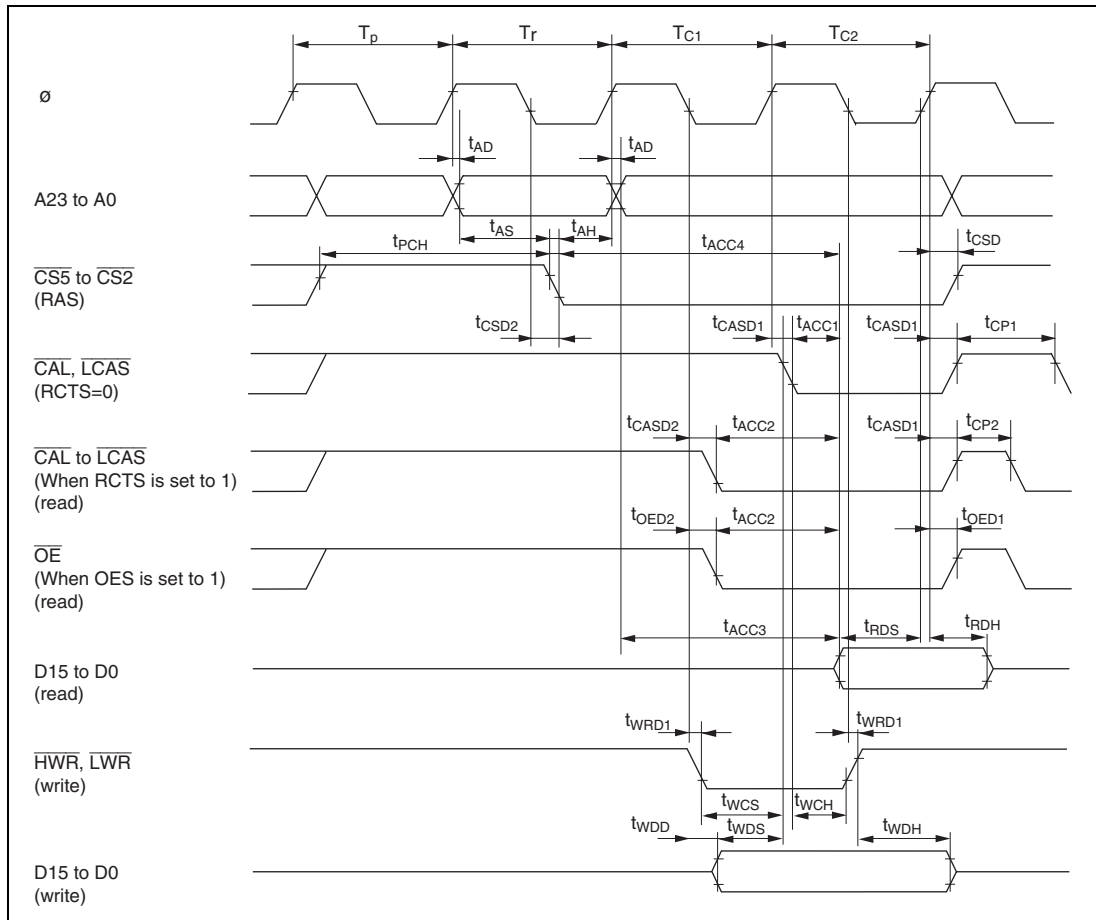 Tp Tr TC1 TC2
ø
tAD tAD
A23 to A0
tAS tAH
tPCH tACC4 tCSD
CS5 to CS2
(RAS)
tCSD2 tCASD1 tACC1 tCASD1 tCP1
CAL, LCAS
(RCTS=0)
tCASD2 tACC2 tCASD1 tCP2
CAL to LCAS
(When RCTS is set to 1)
(read)
tOED2 tACC2 tOED1
OE
(When OES is set to 1)
(read)
tACC3 tRDS tRDH
D15 to D0
(read)
tWRD1 tWRD1
HWR, LWR
(write)
tWCS tWCH
tWDD tWDS tWDH
D15 to D0
(write)